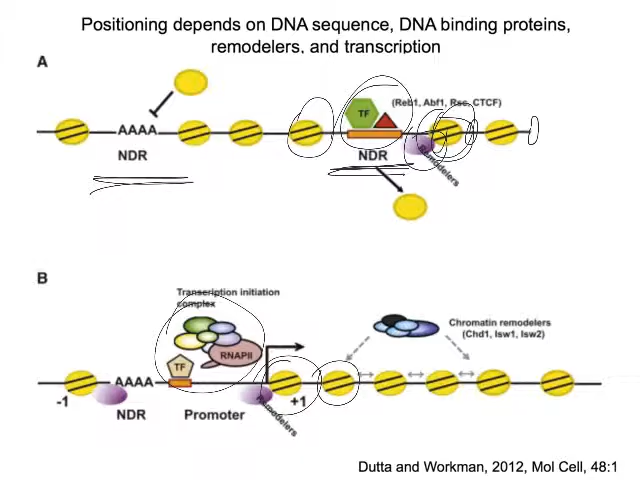 Positioning depends on DNA sequence, DNA binding proteins,
remodelers, and transcription
A
TF
(Reb1, Abf1, Rsc, CTCF)
AAAA
NDR
NDR
Remodelers
B
Transcription initiation
complex
Chromatin remodelers
(Chd1, Isw1, Isw2)
RNAPII
TF
AAAA
-1
NDR
Promoter
+1
Remodelers
Dutta and Workman, 2012, Mol Cell, 48:1